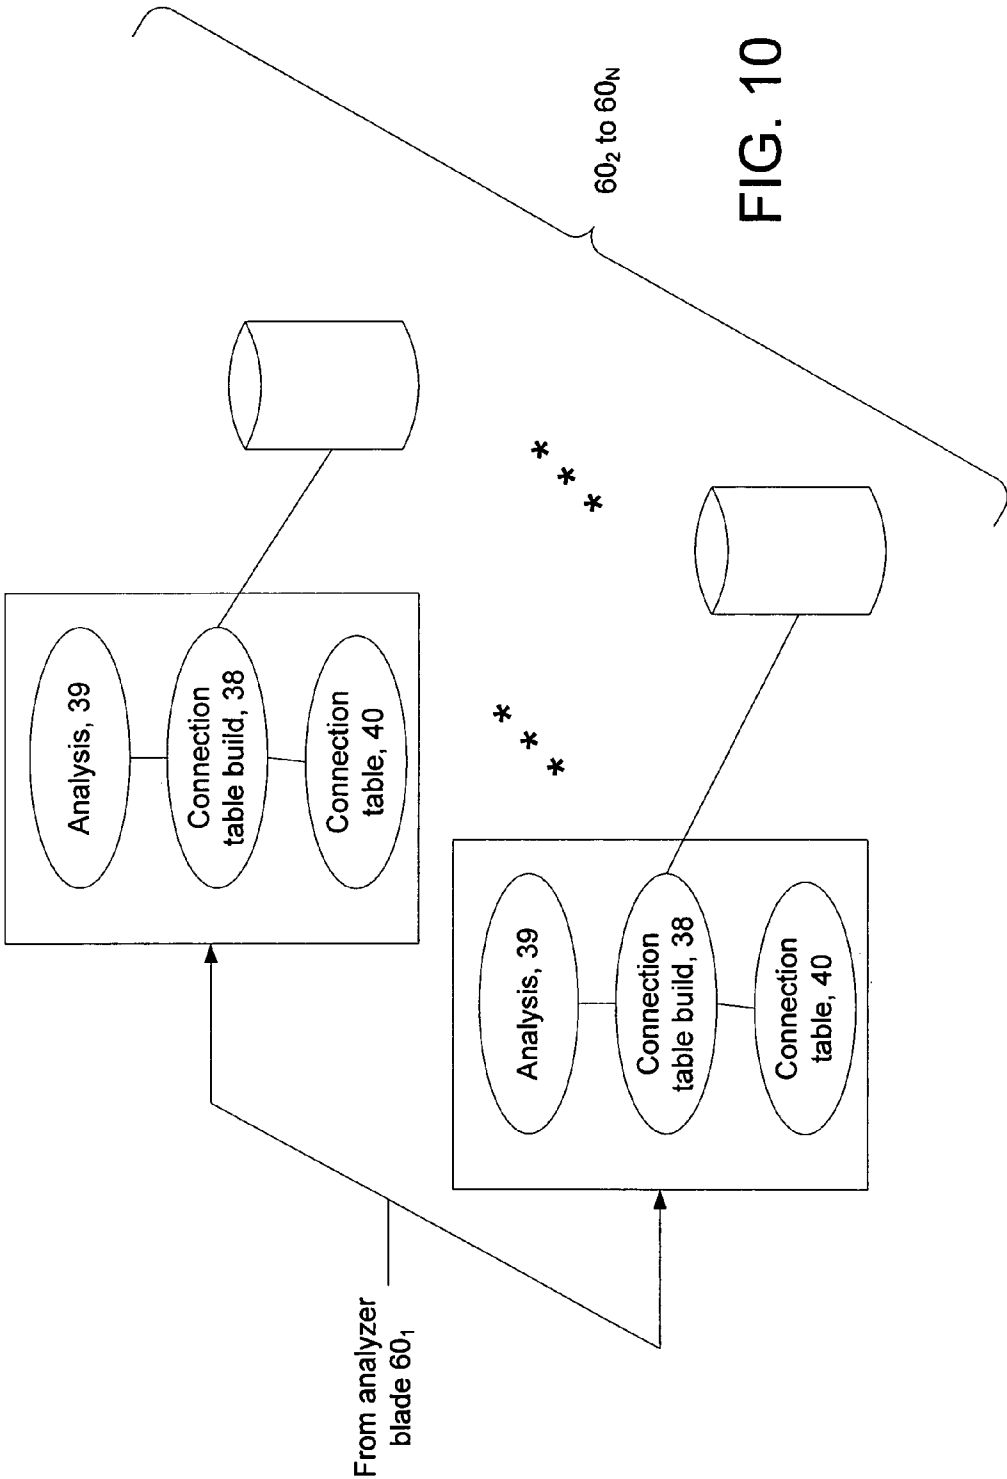 From analyzer
blade 60₁
Analysis, 39
Connection
table build, 38
Connection
table, 40
* * *
Analysis, 39
Connection
table build, 38
Connection
table, 40
* * *
60₂ to 60N
FIG. 10